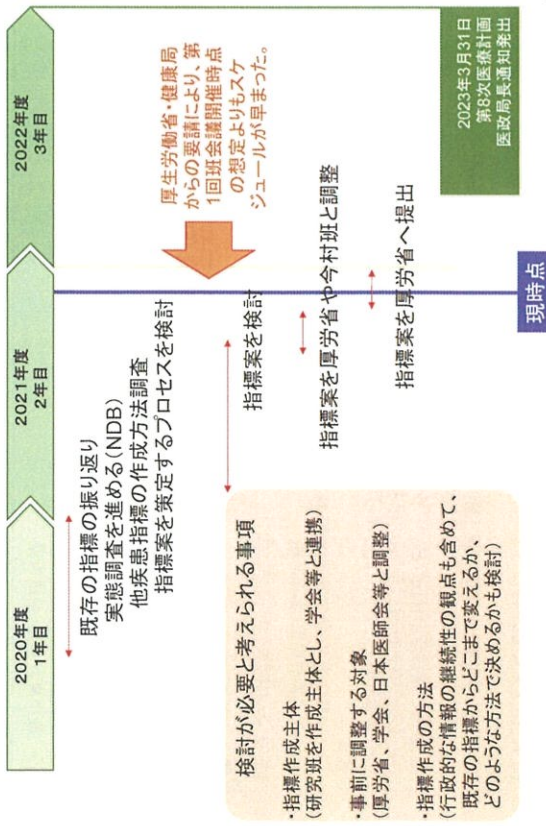 2020年度
1年目
2021年度
2年目
2022年度
3年目
既存の指標の振り返り
実態調査を進める(NDB)
他疾患指標の作成方法調査
指標案を策定するプロセスを検討
厚生労働省・健康局
からの要請により、第
1回班会議開催時点
の想定よりもスケ
ジュールが早まった。
指標案を検討
指標案を厚労省や今村班と調整
指標案を厚労省へ提出
検討が必要と考えられる事項
・指標作成主体
(研究班を作成主体とし、学会等と連携)
・事前に調整する対象
(厚労省、学会、日本医師会等と調整)
・指標作成の方法
(行政的な情報の継続性の観点も含めて、
既存の指標からどこまで変えるか、
どのような方法で決めるかも検討)
2023年3月31日
第8次医療計画
医政局長通知発出
現時点